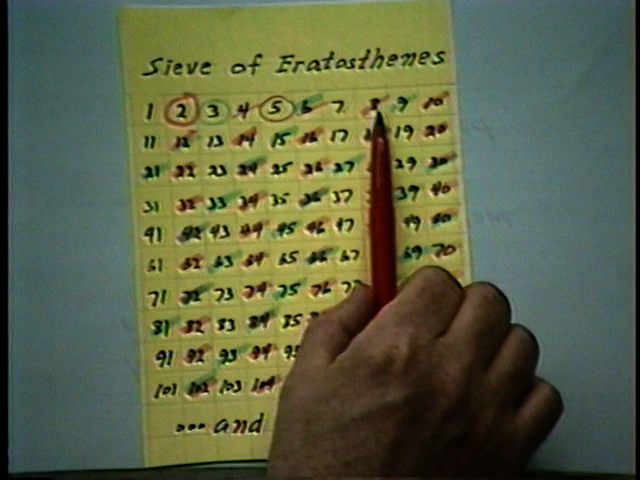 Sieve of Eratosthenes
1 2 3 4 5 6 7 8 9 10
11 12 13 14 15 16 17 19 20
21 22 23 24 25 26 27 29 30
31 32 33 34 35 36 37 39 40
41 42 43 44 45 46 47 49 50
61 62 63 64 65 66 67 69 70
71 72 73 74 75 76
81 82 83 84 85
91 92 93 94 95
101 102 103 104
... and